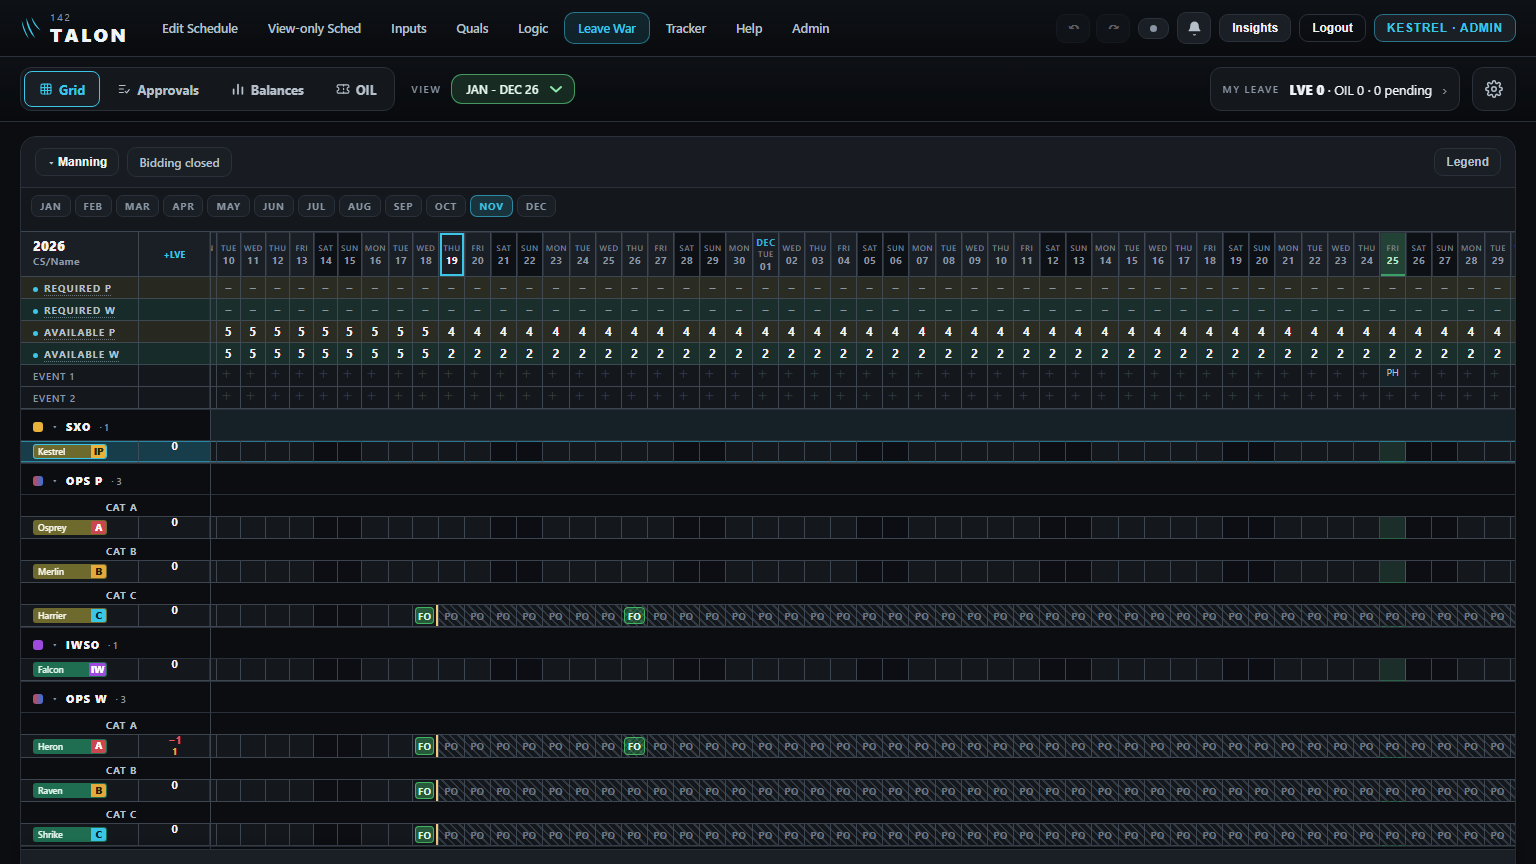 142
TALON
Edit Schedule View-only Sched Inputs Quals Logic Leave War Tracker Help Admin
Insights Logout KESTREL · ADMIN
Grid Approvals Balances OIL VIEW JAN - DEC 26
MY LEAVE LVE 0 · OIL 0 · 0 pending ›
Manning Bidding closed Legend
JAN FEB MAR APR MAY JUN JUL AUG SEP OCT NOV DEC
2026
CS/Name
+LVE
TUE WED THU FRI SAT SUN MON TUE WED THU FRI SAT SUN MON TUE WED THU FRI SAT SUN MON DEC TUE WED THU FRI SAT SUN MON TUE WED THU FRI SAT SUN MON TUE WED THU FRI SAT SUN MON TUE WED THU FRI SAT SUN MON TUE
10 11 12 13 14 15 16 17 18 19 20 21 22 23 24 25 26 27 28 29 30 01 02 03 04 05 06 07 08 09 10 11 12 13 14 15 16 17 18 19 20 21 22 23 24 25 26 27 28 29
REQUIRED P – – – – – – – – – – – – – – – – – – – – – – – – – – – – – – – – – – – – – – – – – – – – – – – – – –
REQUIRED W – – – – – – – – – – – – – – – – – – – – – – – – – – – – – – – – – – – – – – – – – – – – – – – – – –
AVAILABLE P 5 5 5 5 5 5 5 5 5 4 4 4 4 4 4 4 4 4 4 4 4 4 4 4 4 4 4 4 4 4 4 4 4 4 4 4 4 4 4 4 4 4 4 4 4 4 4 4 4 4
AVAILABLE W 5 5 5 5 5 5 5 5 5 2 2 2 2 2 2 2 2 2 2 2 2 2 2 2 2 2 2 2 2 2 2 2 2 2 2 2 2 2 2 2 2 2 2 2 2 2 2 2 2 2
EVENT 1 + + + + + + + + + + + + + + + + + + + + + + + + + + + + + + + + + + + + + + + + + + + + + PH + + + +
EVENT 2 + + + + + + + + + + + + + + + + + + + + + + + + + + + + + + + + + + + + + + + + + + + + + + + + + +
SXO · 1
Kestrel IP 0
OPS P · 3
CAT A
Osprey A 0
CAT B
Merlin B 0
CAT C
Harrier C 0 FO PO PO PO PO PO PO PO FO PO PO PO PO PO PO PO PO PO PO PO PO PO PO PO PO PO PO PO PO PO PO PO PO PO PO PO PO PO PO PO PO PO
IWSO · 1
Falcon IW 0
OPS W · 3
CAT A
Heron A −1 FO PO PO PO PO PO PO PO FO PO PO PO PO PO PO PO PO PO PO PO PO PO PO PO PO PO PO PO PO PO PO PO PO PO PO PO PO PO PO PO PO PO
1
CAT B
Raven B 0 FO PO PO PO PO PO PO PO PO PO PO PO PO PO PO PO PO PO PO PO PO PO PO PO PO PO PO PO PO PO PO PO PO PO PO PO PO PO PO PO PO PO
CAT C
Shrike C 0 FO PO PO PO PO PO PO PO PO PO PO PO PO PO PO PO PO PO PO PO PO PO PO PO PO PO PO PO PO PO PO PO PO PO PO PO PO PO PO PO PO PO